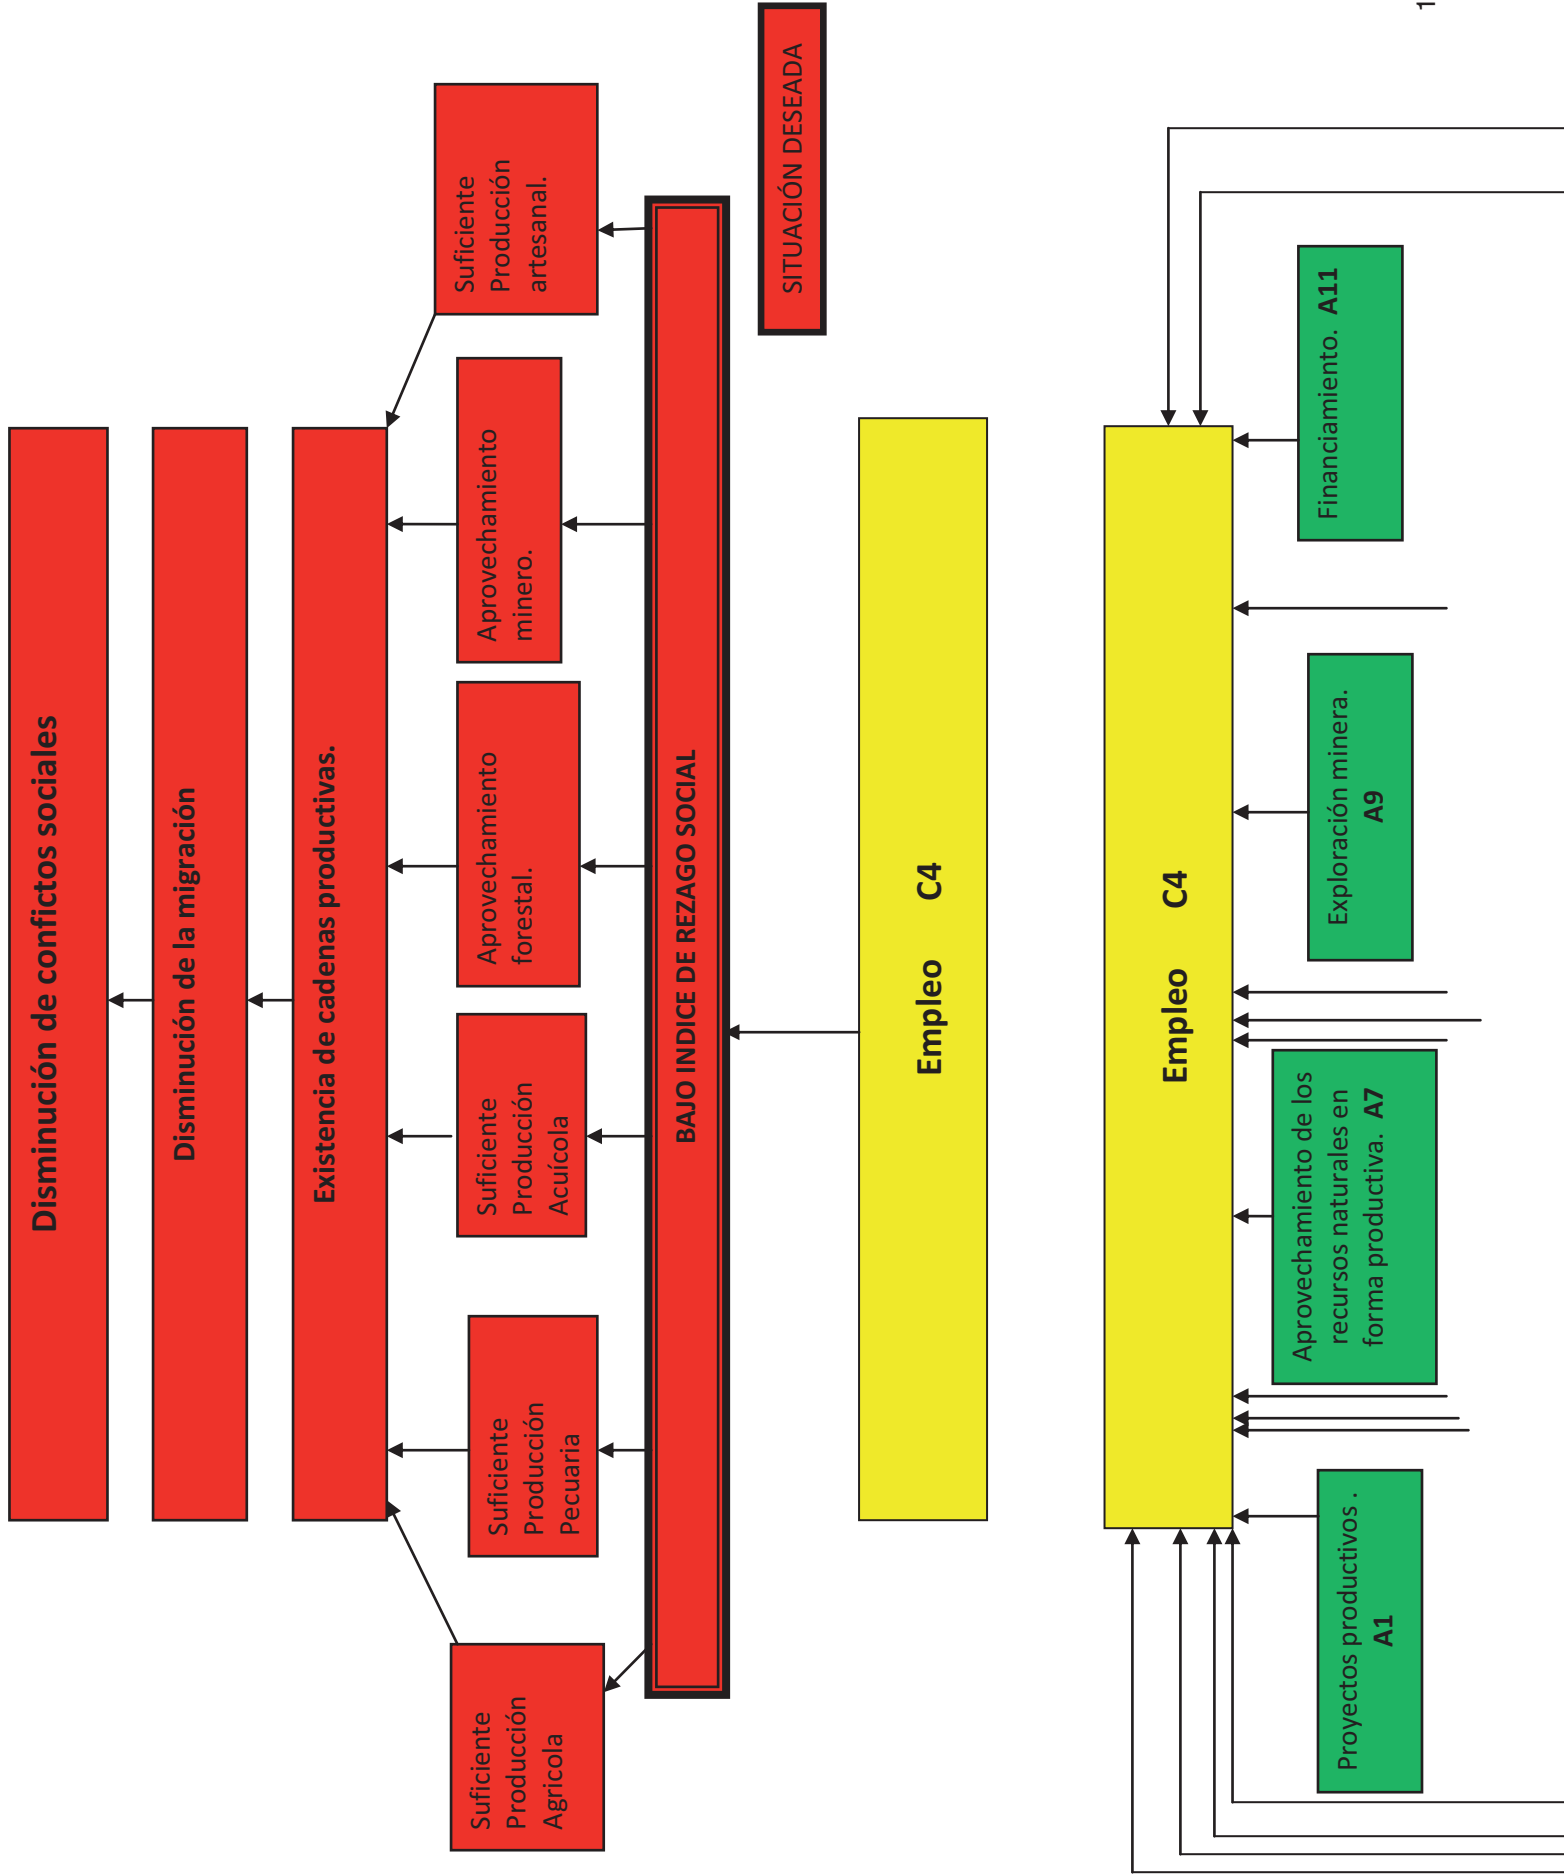 Disminución de confictos sociales
Disminución de la migración
Existencia de cadenas productivas.
Suficiente
Producción
Agricola
Suficiente
Producción
Pecuaria
Suficiente
Producción
Acuícola
Aprovechamiento
forestal.
Aprovechamiento
minero.
Suficiente
Producción
artesanal.
BAJO INDICE DE REZAGO SOCIAL
SITUACIÓN DESEADA
Empleo C4
Empleo C4
Proyectos productivos .
A1
Aprovechamiento de los
recursos naturales en
forma productiva. A7
Exploración minera.
A9
Financiamiento. A11
1